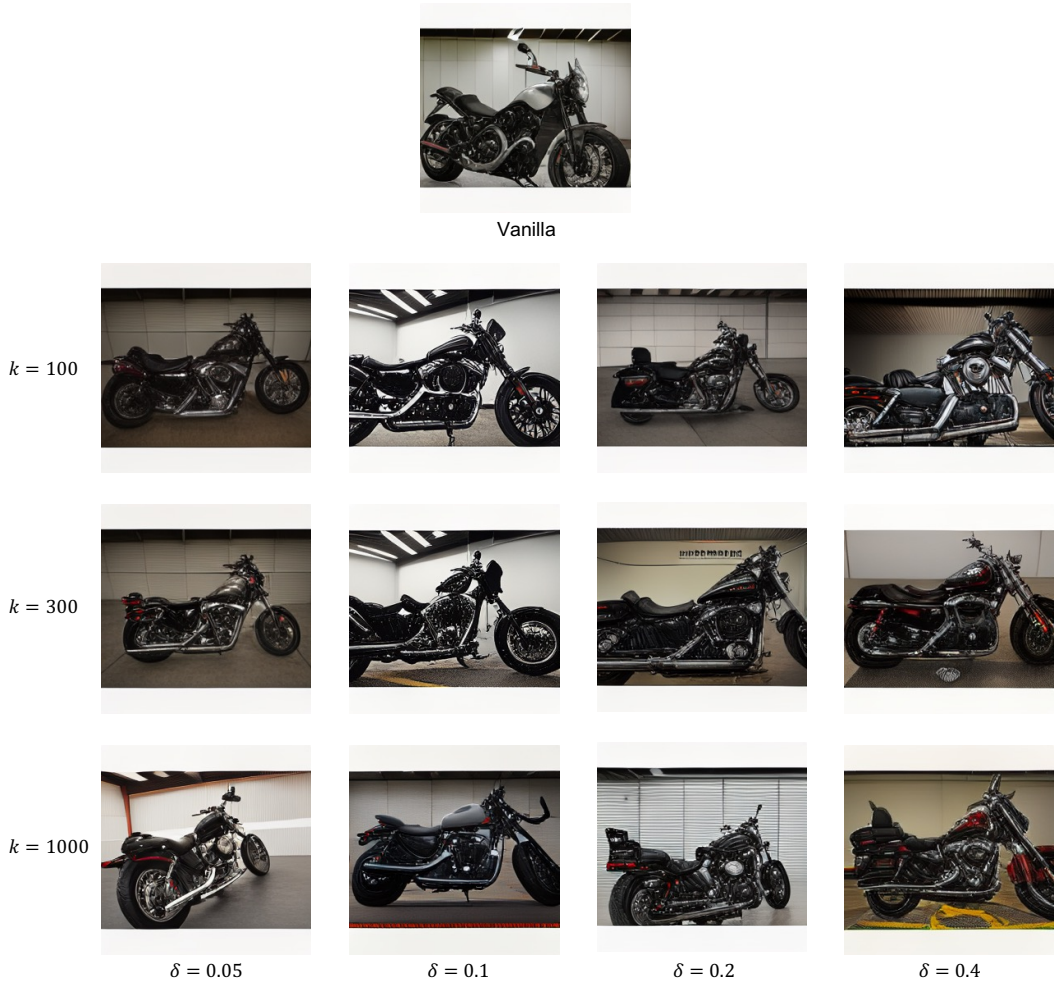 Vanilla
k = 100
k = 300
k = 1000
δ = 0.05
δ = 0.1
δ = 0.2
δ = 0.4